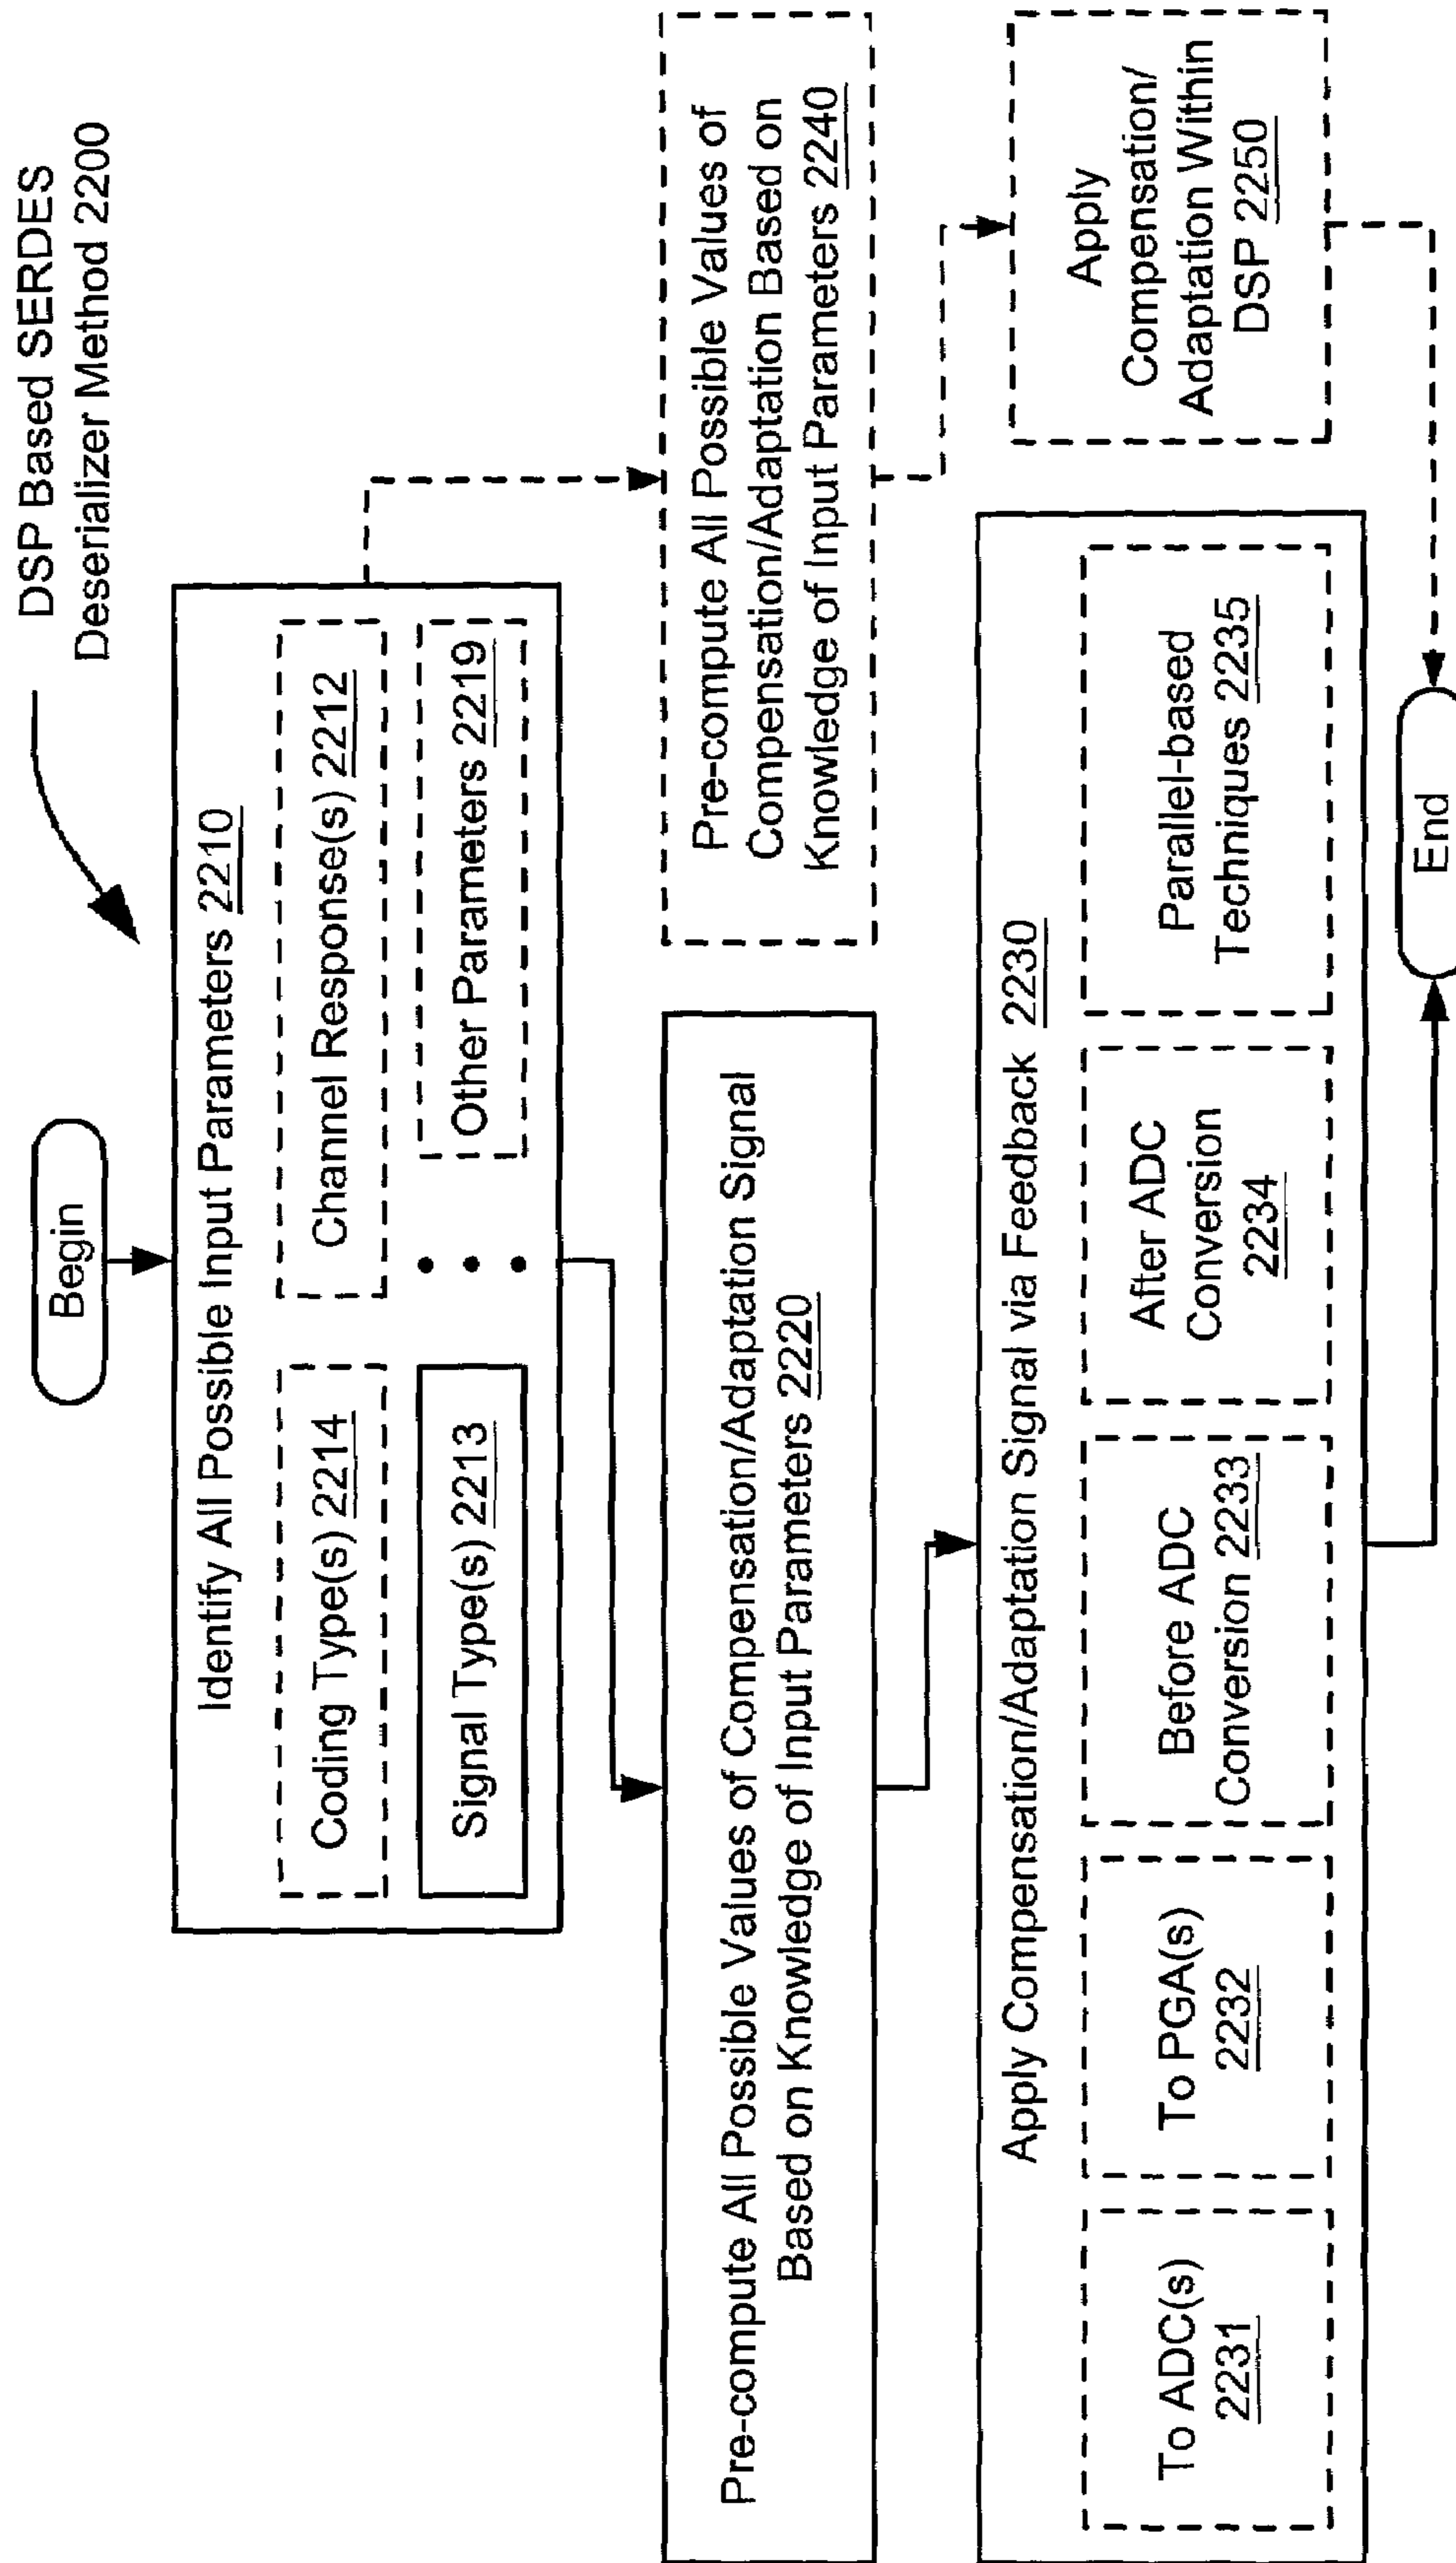 DSP Based SERDES
Deserializer Method 2200
Begin
Identify All Possible Input Parameters 2210
Coding Type(s) 2214
Channel Response(s) 2212
Signal Type(s) 2213
• • •
Other Parameters 2219
Pre-compute All Possible Values of Compensation/Adaptation Signal
Based on Knowledge of Input Parameters 2220
Pre-compute All Possible Values of
Compensation/Adaptation Based on
Knowledge of Input Parameters 2240
Apply Compensation/Adaptation Signal via Feedback 2230
To ADC(s)
2231
To PGA(s)
2232
Before ADC
Conversion 2233
After ADC
Conversion
2234
Parallel-based
Techniques 2235
Apply
Compensation/
Adaptation Within
DSP 2250
End